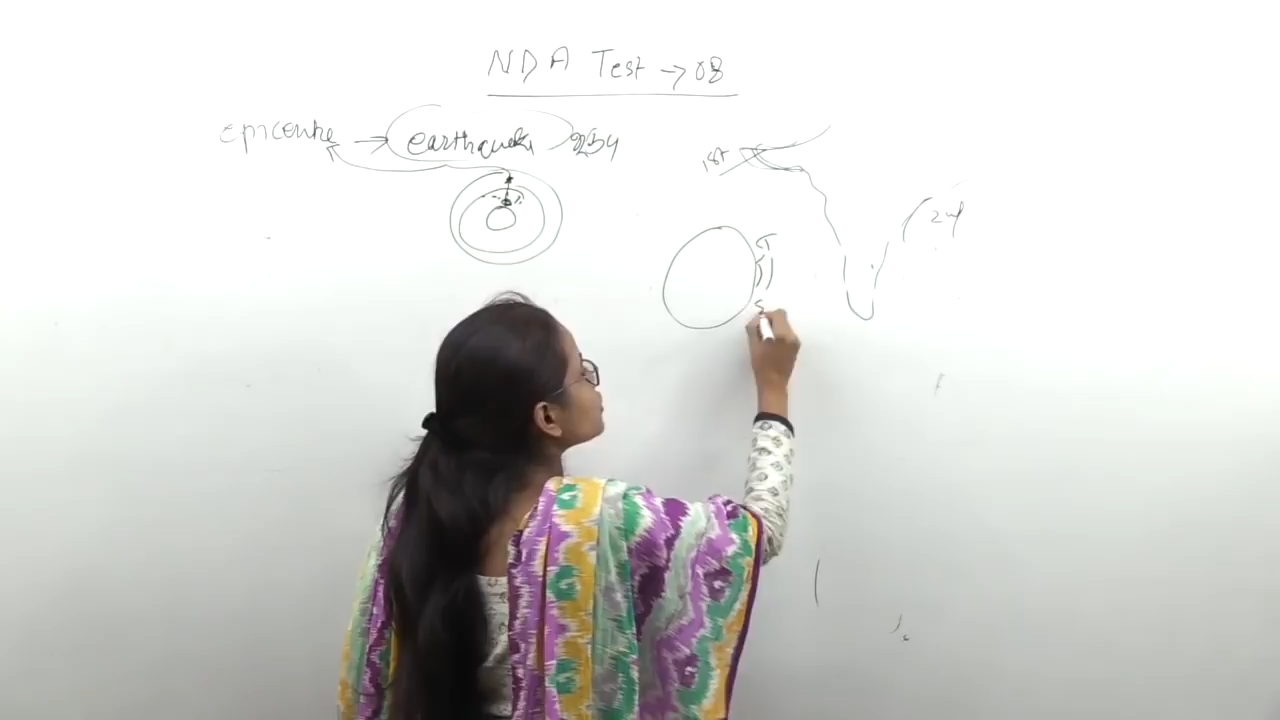 NDA Test → 08
Epicentre → earthquake
1st
2nd
T
S